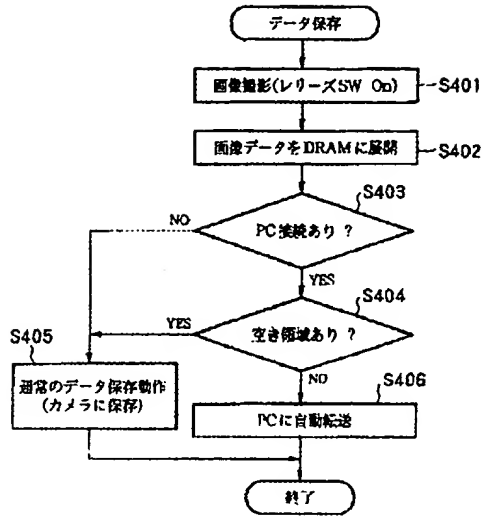 データ保存
画像撮影(レリーズSW On)
S401
画像データをDRAMに展開
S402
S403
PC接続あり ?
NO
YES
S404
空き領域あり ?
YES
NO
S405
通常のデータ保存動作
(カメラに保存)
S406
PCに自動転送
終了